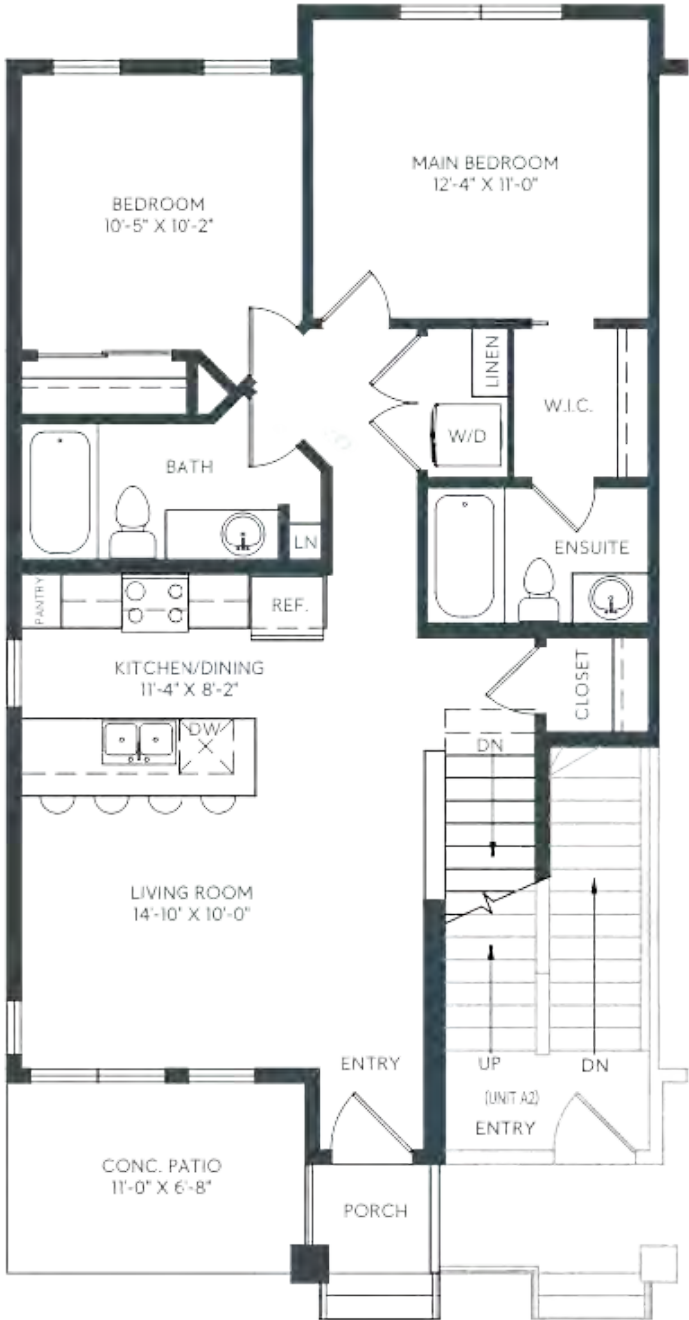 MAIN BEDROOM
12'-4" X 11'-0"
BEDROOM
10'-5" X 10'-2"
LINEN
W.I.C.
W/D
BATH
LN
ENSUITE
PANTRY
REF.
KITCHEN/DINING
11'-4" X 8'-2"
CLOSET
DW
DN
LIVING ROOM
14'-10" X 10'-0"
ENTRY
UP
DN
(UNIT A2)
ENTRY
CONC. PATIO
11'-0" X 6'-8"
PORCH